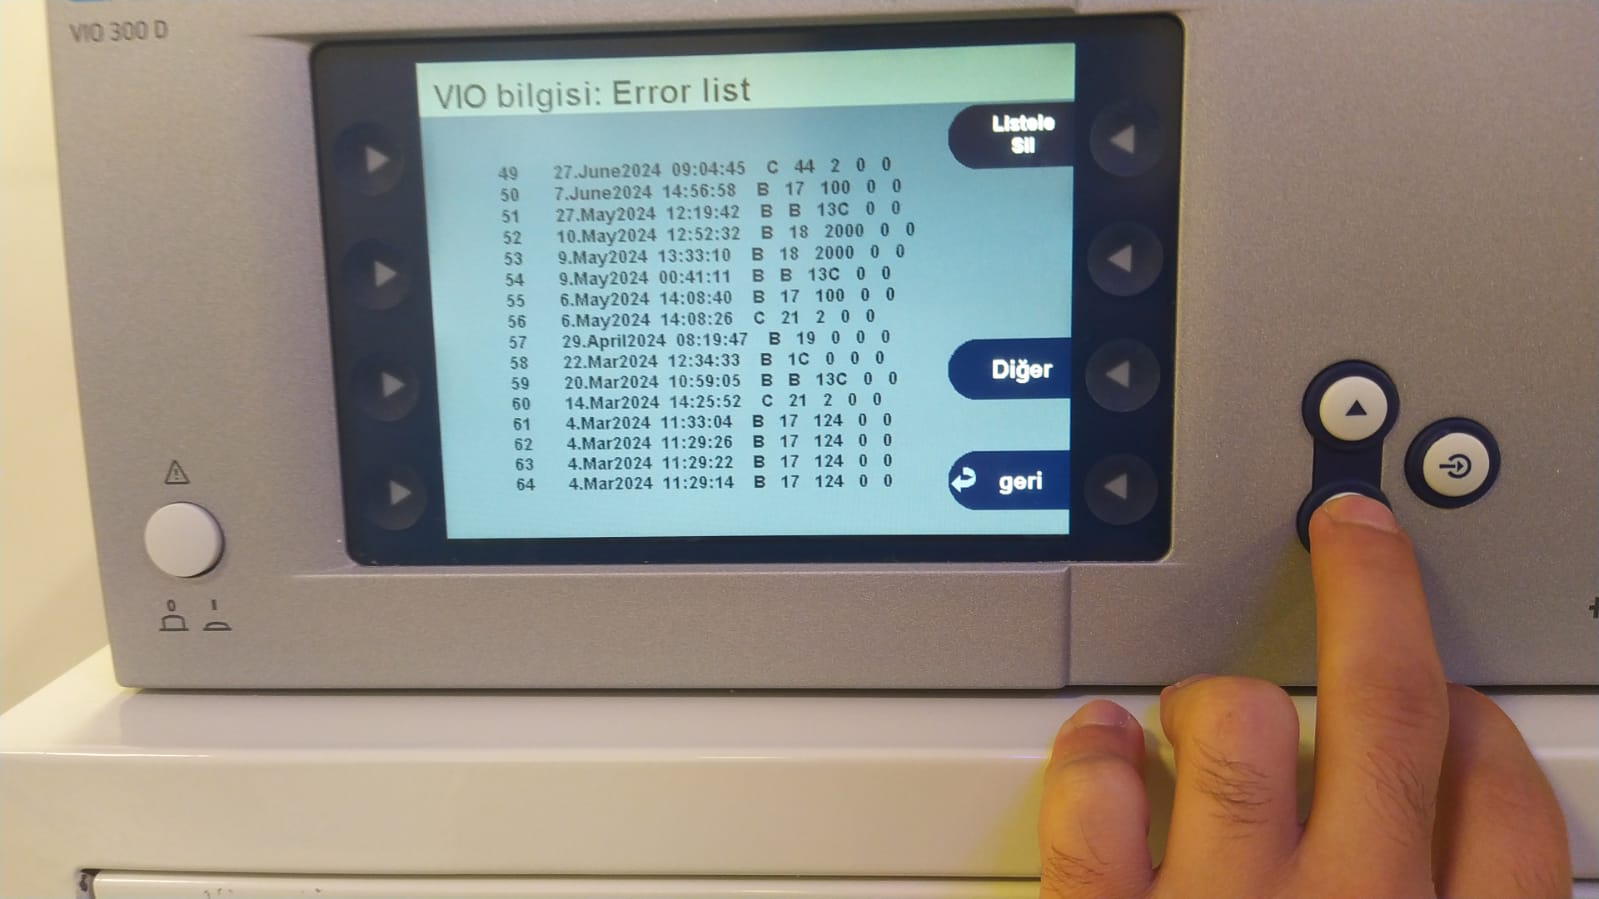 VIO 300 D
VIO bilgisi: Error list
Listele
Sil
49 27.June2024 09:04:45 C 44 2 0 0
50 7.June2024 14:56:58 B 17 100 0 0
51 27.May2024 12:19:42 B B 13C 0 0
52 10.May2024 12:52:32 B 18 2000 0 0
53 9.May2024 13:33:10 B 18 2000 0 0
54 9.May2024 00:41:11 B B 13C 0 0
55 6.May2024 14:08:40 B 17 100 0 0
56 6.May2024 14:08:26 C 21 2 0 0
57 29.April2024 08:19:47 B 19 0 0 0
58 22.Mar2024 12:34:33 B 1C 0 0 0
59 20.Mar2024 10:59:05 B B 13C 0 0
60 14.Mar2024 14:25:52 C 21 2 0 0
61 4.Mar2024 11:33:04 B 17 124 0 0
62 4.Mar2024 11:29:26 B 17 124 0 0
63 4.Mar2024 11:29:22 B 17 124 0 0
64 4.Mar2024 11:29:14 B 17 124 0 0
Diğer
geri
0 I